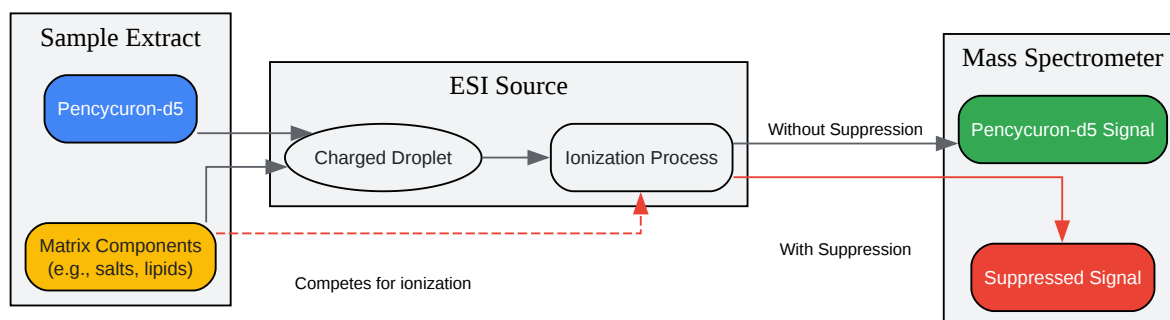 Sample Extract
Pencycuron-d5
Matrix Components
(e.g., salts, lipids)
ESI Source
Charged Droplet
Ionization Process
Competes for ionization
Without Suppression
With Suppression
Mass Spectrometer
Pencycuron-d5 Signal
Suppressed Signal